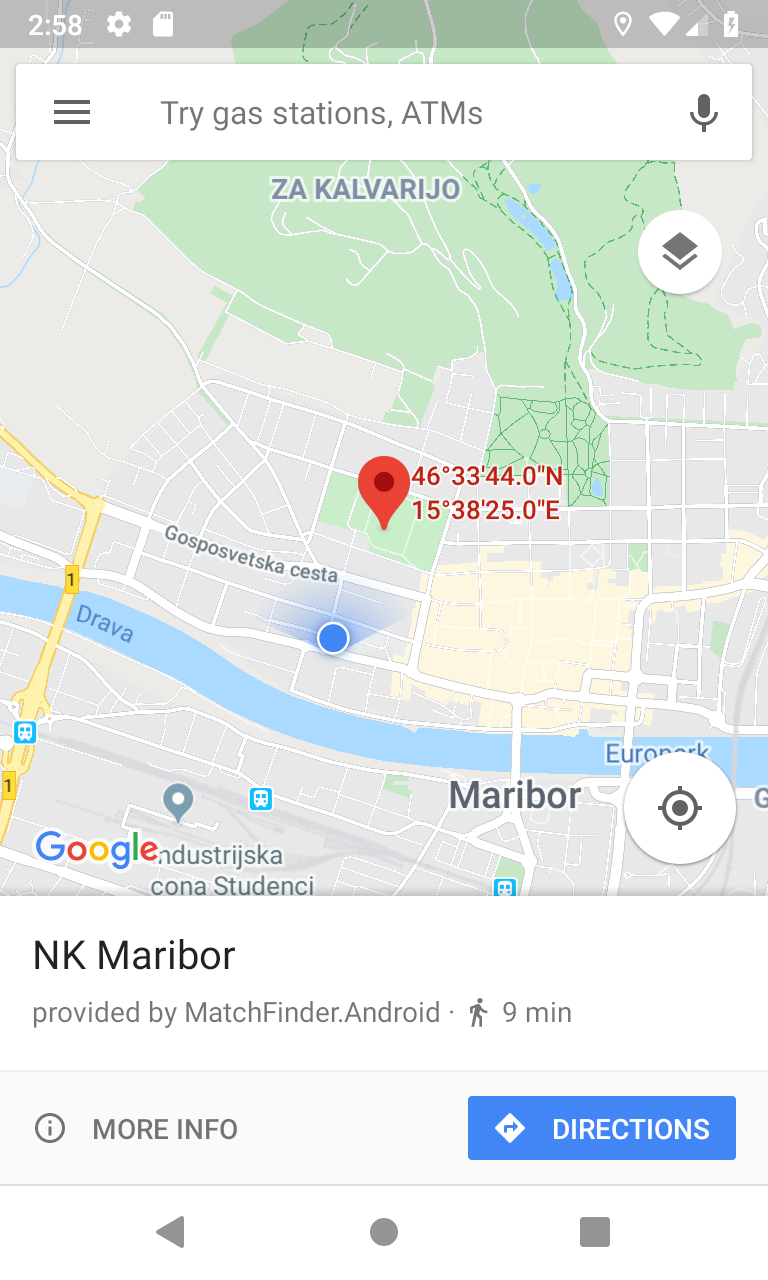 2:58
Try gas stations, ATMs
ZA KALVARIJO
46°33'44.0"N
15°38'25.0"E
Gosposvetska cesta
1
Drava
Europark
Maribor
1
G
Google
ndustrijska
cona Studenci
NK Maribor
provided by MatchFinder.Android · 9 min
MORE INFO
DIRECTIONS